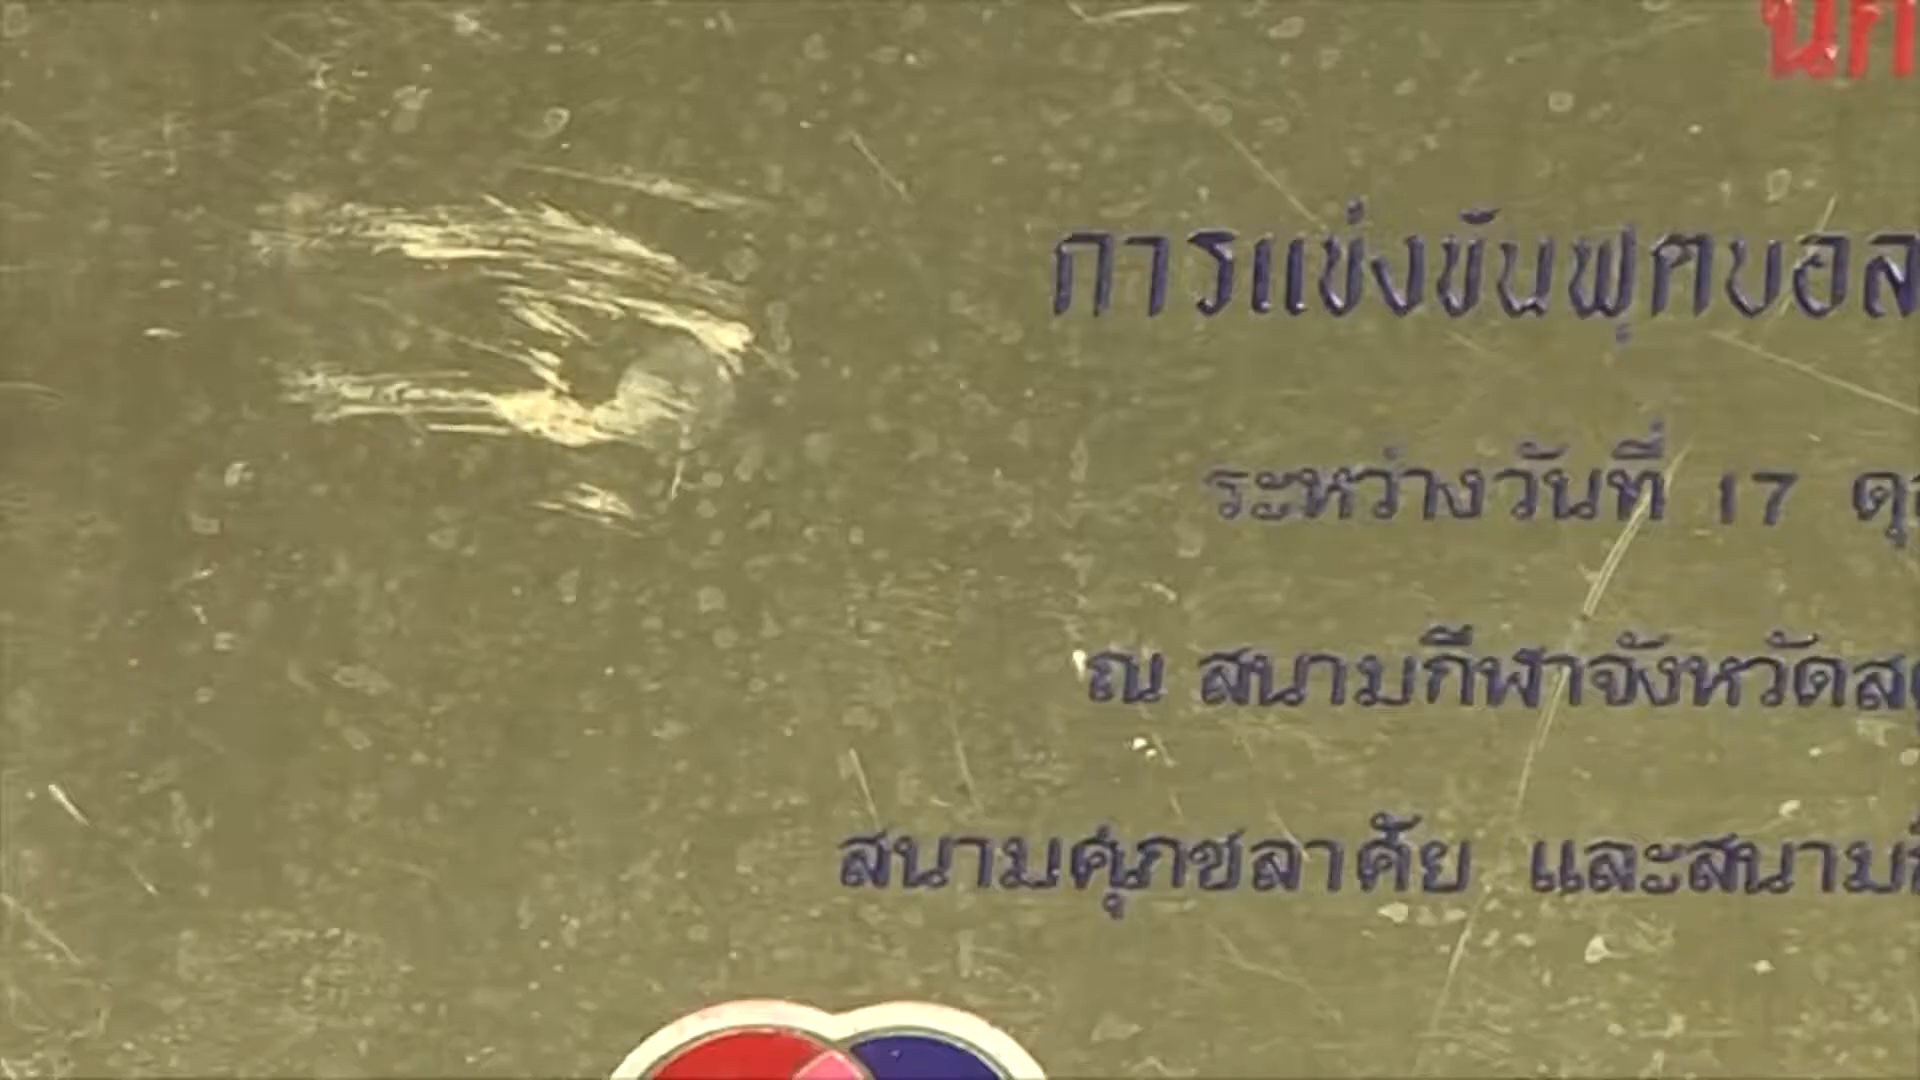 นัก
การแข่งขันฟุตบอล
ระหว่างวันที่ 17
ณ สนามกีฬาจังหวัด
สนามศุภชลาศัย และสนาม